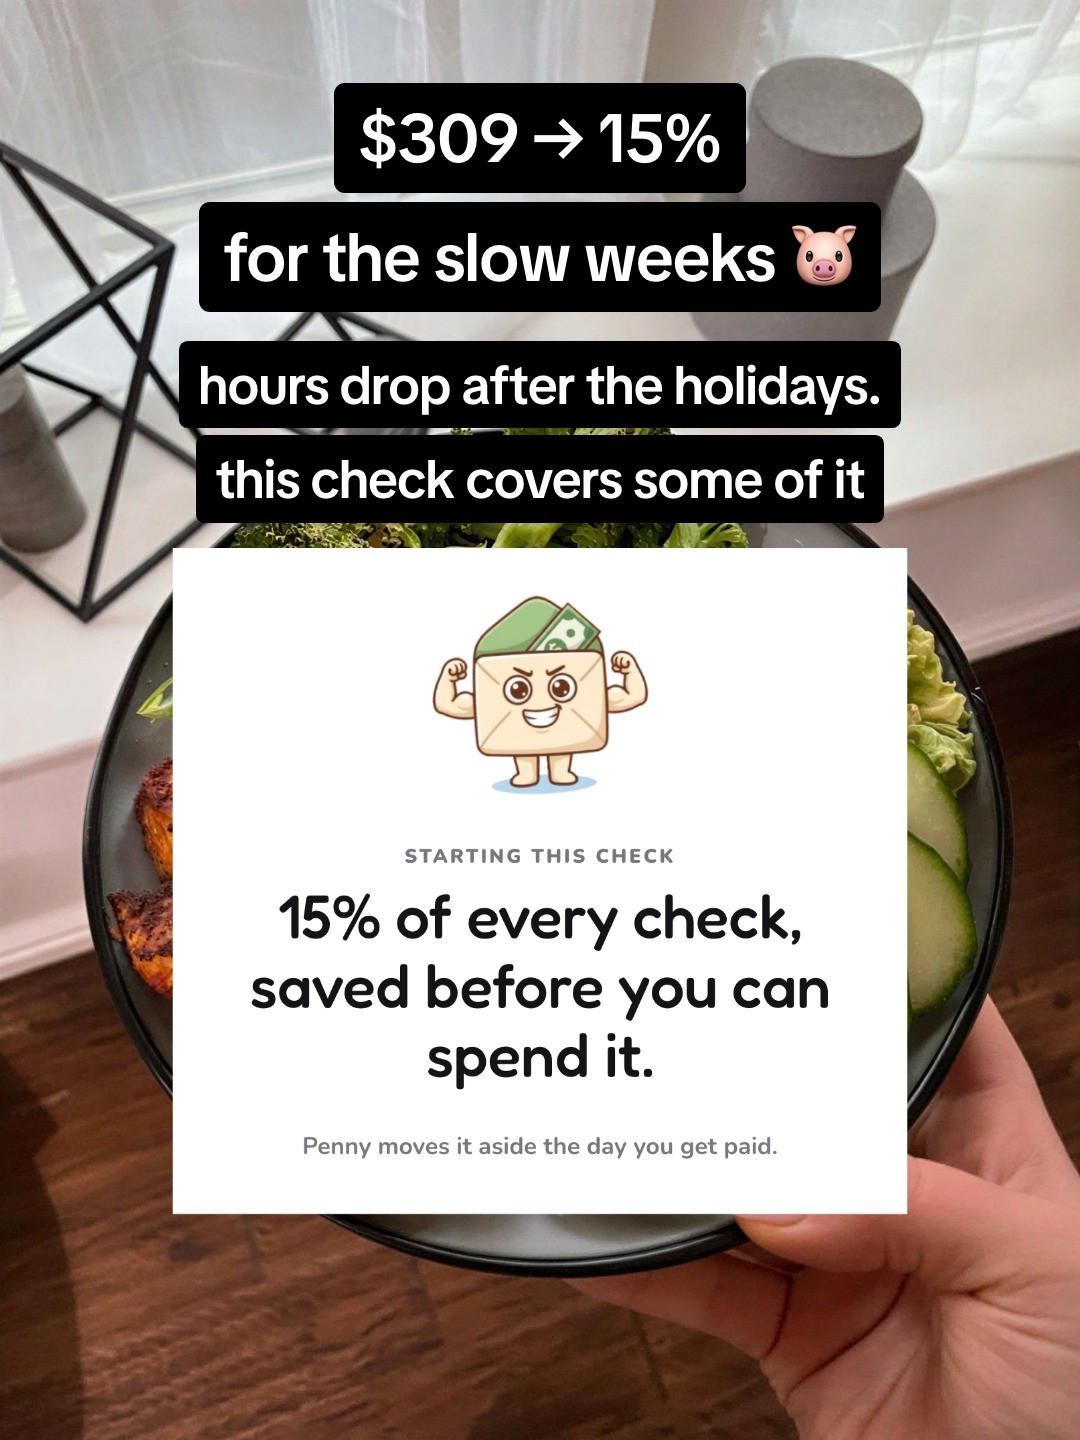 $309 → 15%
for the slow weeks 🐷
hours drop after the holidays.
this check covers some of it
STARTING THIS CHECK
15% of every check,
saved before you can
spend it.
Penny moves it aside the day you get paid.